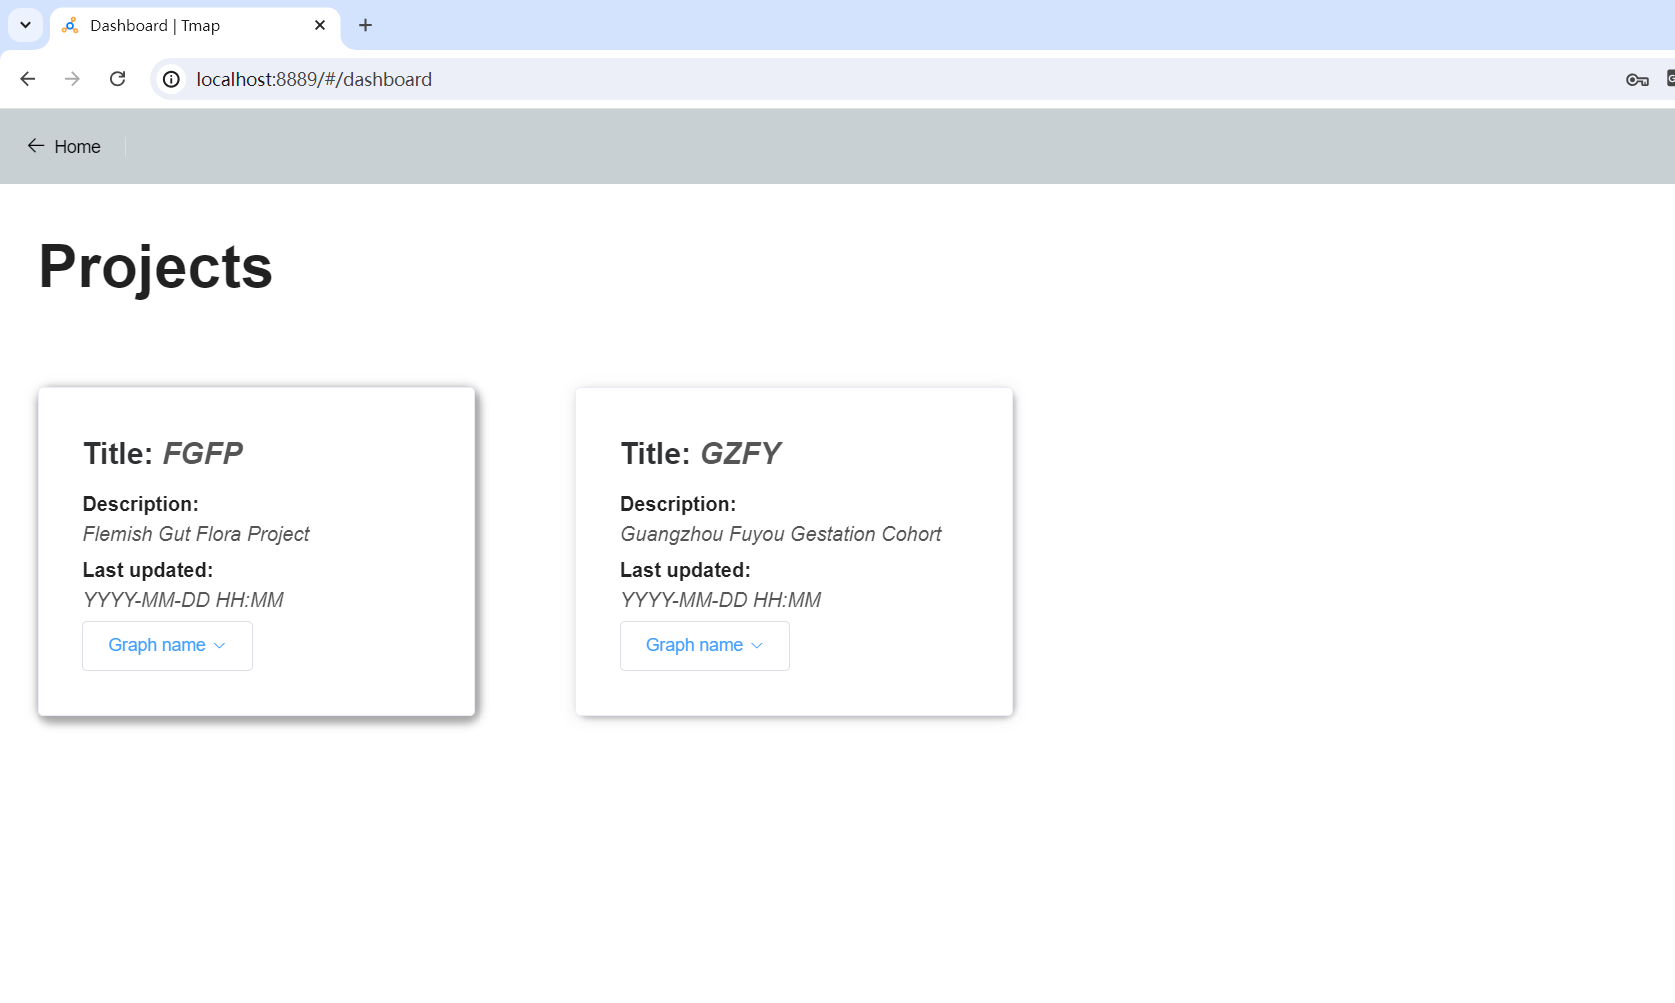 Dashboard | Tmap
localhost:8889/#/dashboard
Home
Projects
Title: FGFP
Description:
Flemish Gut Flora Project
Last updated:
YYYY-MM-DD HH:MM
Graph name
Title: GZFY
Description:
Guangzhou Fuyou Gestation Cohort
Last updated:
YYYY-MM-DD HH:MM
Graph name